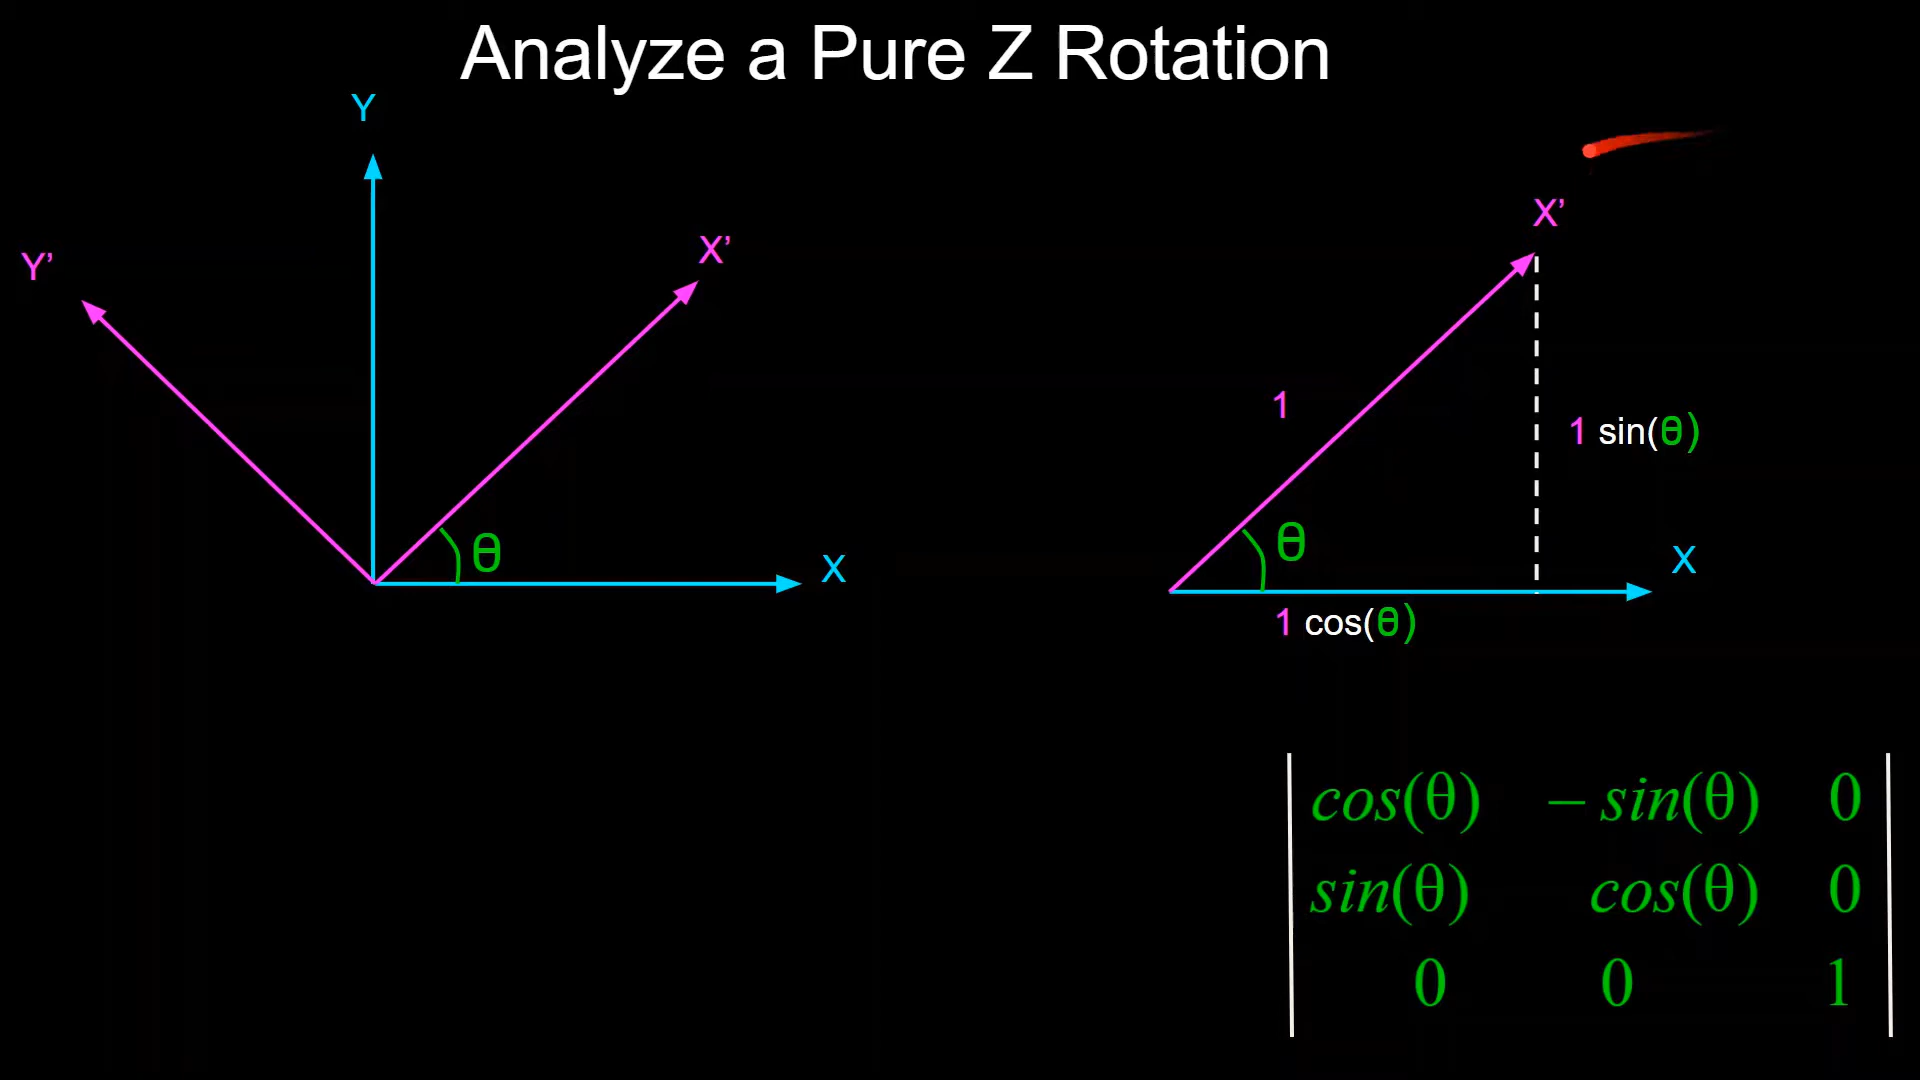 Analyze a Pure Z Rotation
Y
Y’
X’
θ
X
X’
1
1 sin(θ)
θ
X
1 cos(θ)
cos(θ) – sin(θ) 0
sin(θ) cos(θ) 0
0 0 1